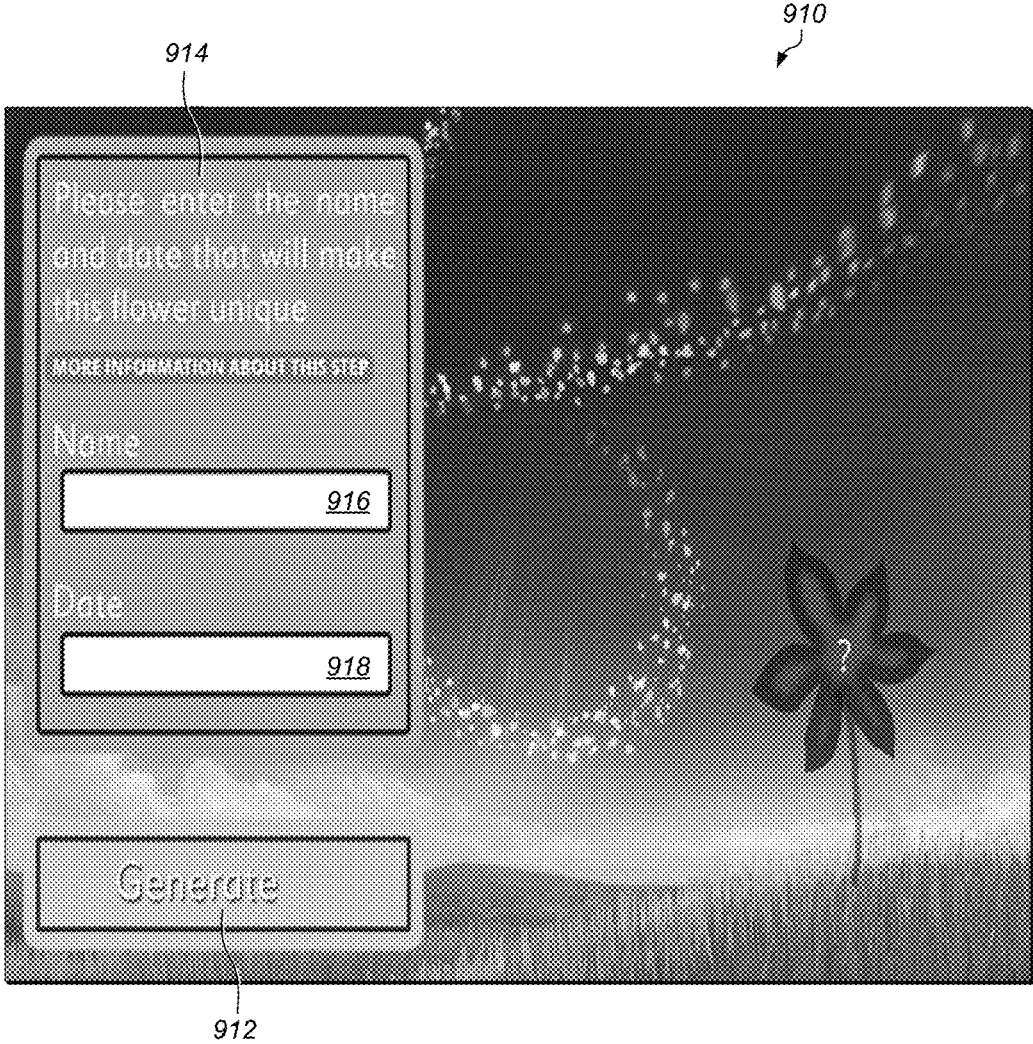 910
914
Please enter the name
and date that will make
this flower unique
MORE INFORMATION ABOUT THIS STEP
Name
916
Date
918
?
Generate
912